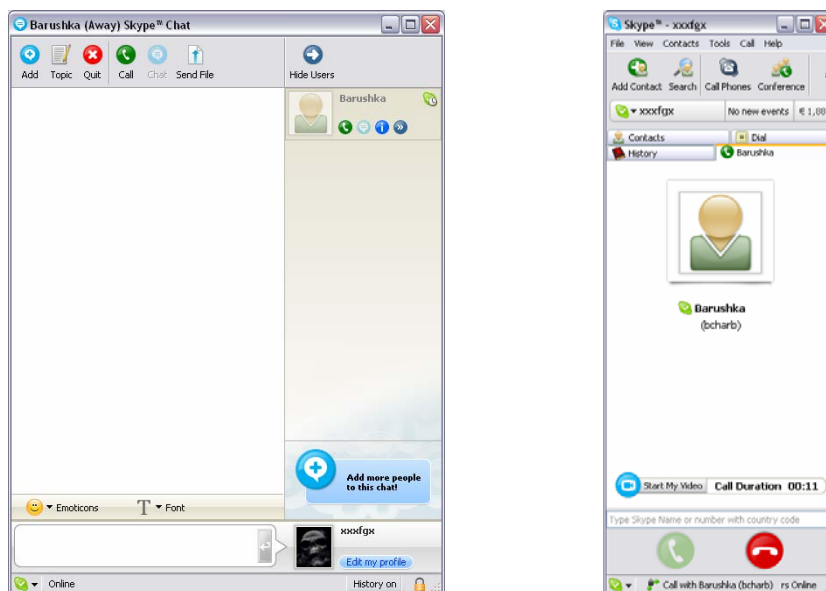 Barushka (Away) Skype™ Chat
Add Topic Quit Call Chat Send File Hide Users
Barushka
Add more people
to this chat!
Emoticons Font
xxxfgx
Edit my profile
Online History on
Skype™ - xxxfgx
File View Contacts Tools Call Help
Add Contact Search Call Phones Conference
xxxfgx No new events € 1,88
Contacts Dial
History Barushka
Barushka
(bcharb)
Start My Video Call Duration 00:11
Type Skype Name or number with country code
Call with Barushka (bcharb) rs Online